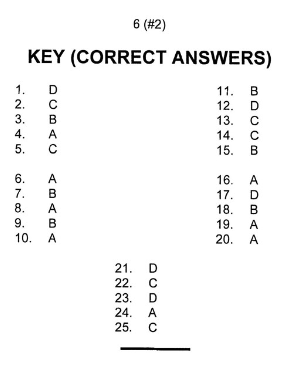 6 (#2)
KEY (CORRECT ANSWERS)
1. D
2. C
3. B
4. A
5. C
6. A
7. B
8. A
9. B
10. A
11. B
12. D
13. C
14. C
15. B
16. A
17. D
18. B
19. A
20. A
21. D
22. C
23. D
24. A
25. C